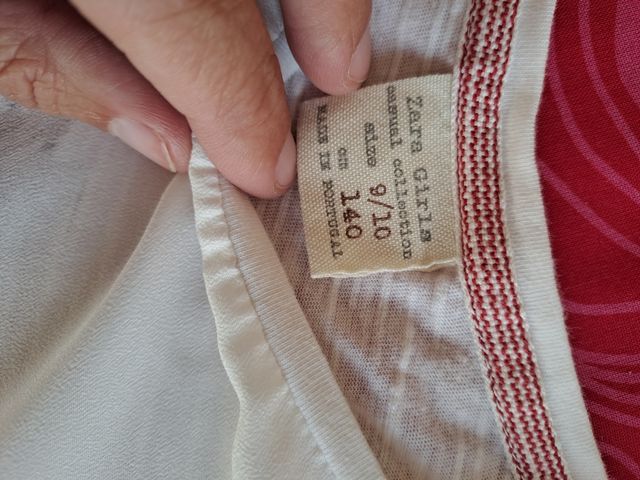 Zara Girls
casual collection
size 9/10
cm 140
MADE IN PORTUGAL